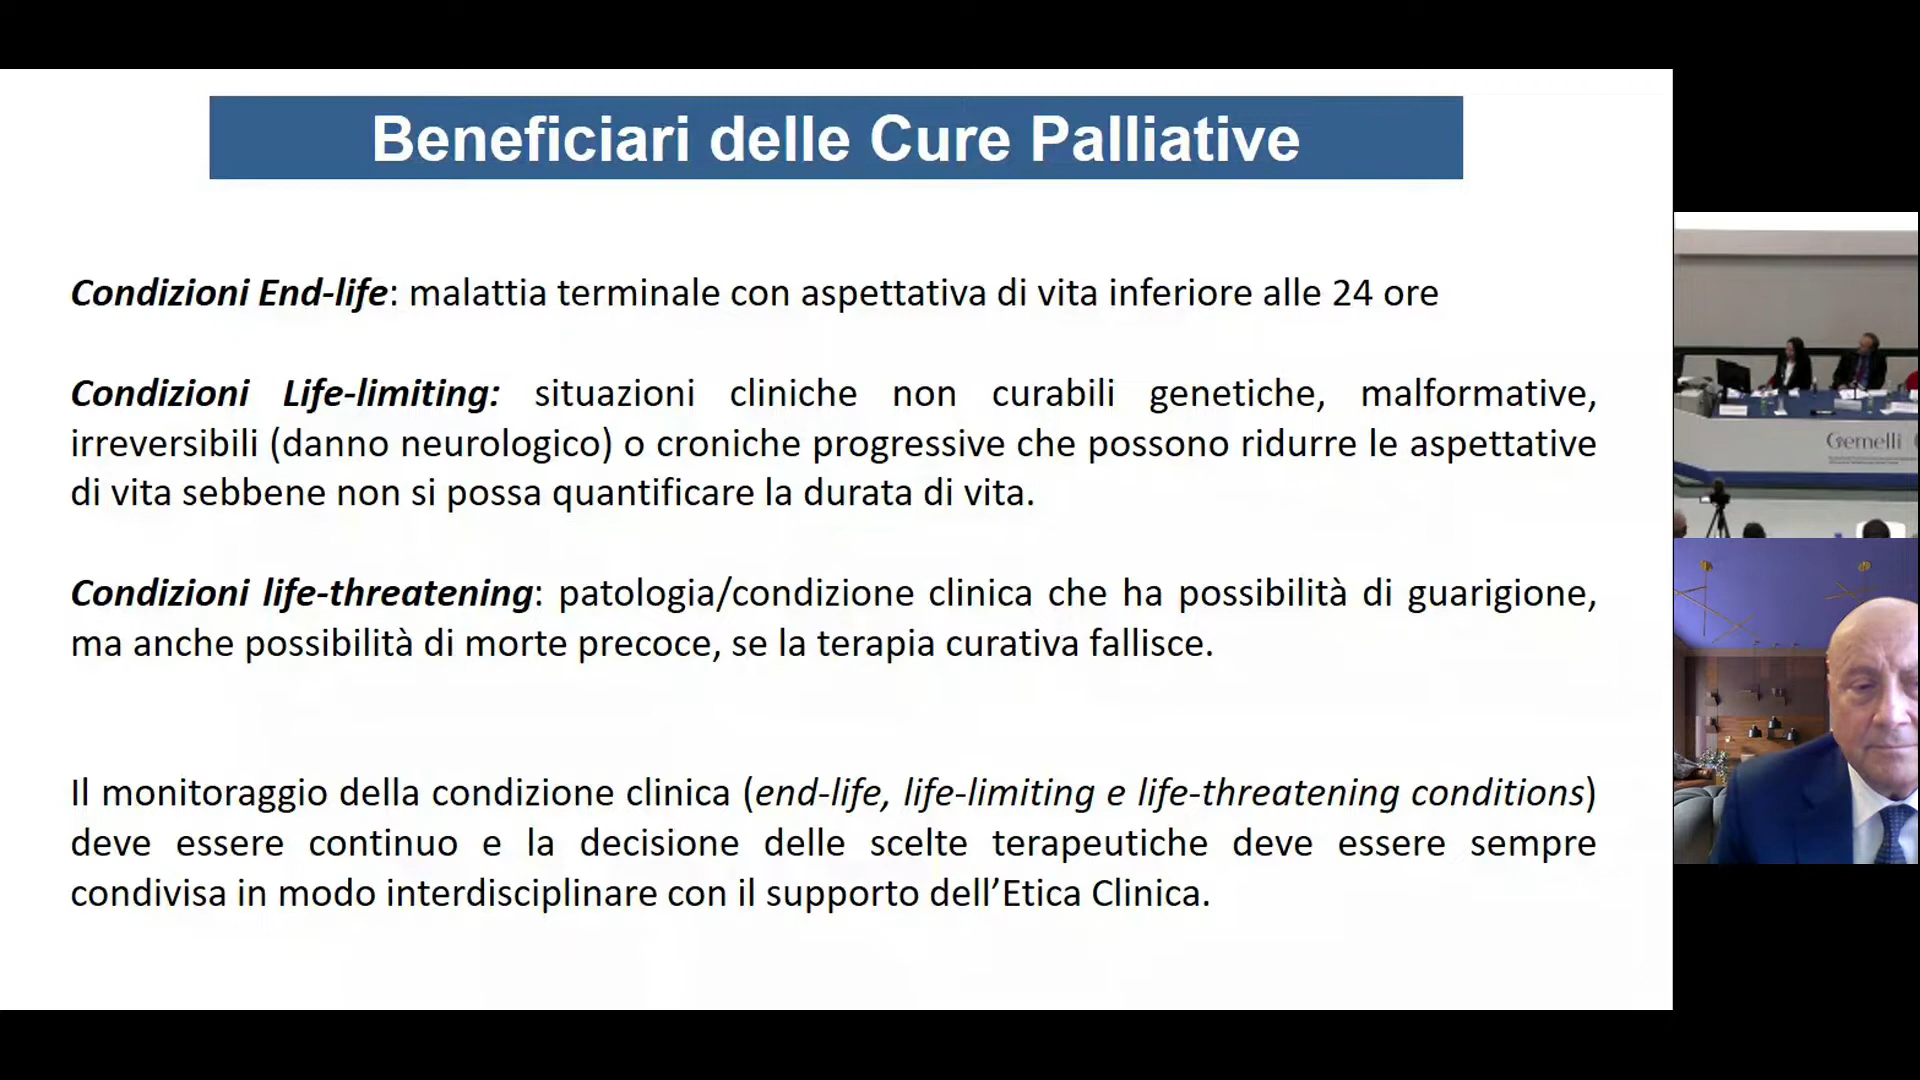 Beneficiari delle Cure Palliative
Condizioni End-life: malattia terminale con aspettativa di vita inferiore alle 24 ore
Condizioni Life-limiting: situazioni cliniche non curabili genetiche, malformative,
irreversibili (danno neurologico) o croniche progressive che possono ridurre le aspettative
di vita sebbene non si possa quantificare la durata di vita.
Condizioni life-threatening: patologia/condizione clinica che ha possibilità di guarigione,
ma anche possibilità di morte precoce, se la terapia curativa fallisce.
Il monitoraggio della condizione clinica (end-life, life-limiting e life-threatening conditions)
deve essere continuo e la decisione delle scelte terapeutiche deve essere sempre
condivisa in modo interdisciplinare con il supporto dell’Etica Clinica.
Gemelli